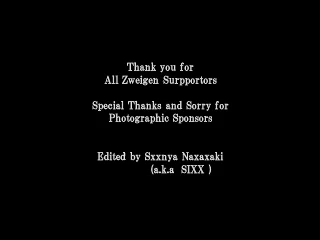 Thank you for
All Zweigen Surpportors
Special Thanks and Sorry for
Photographic Sponsors
Edited by Sxxnya Naxaxaki
(a.k.a SIXX )